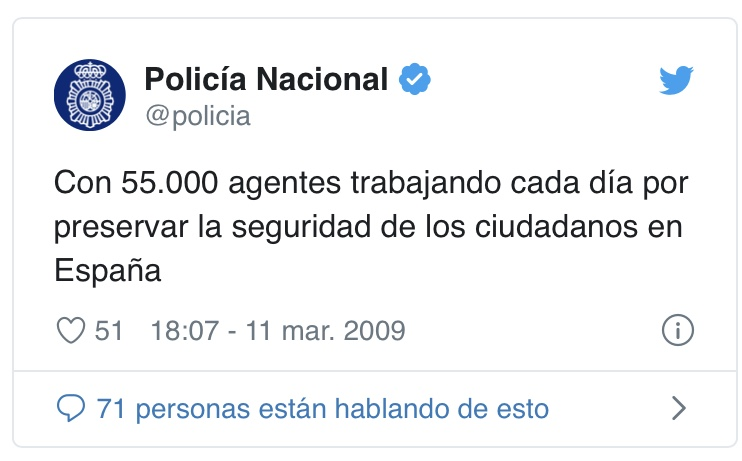 Policía Nacional
@policia
Con 55.000 agentes trabajando cada día por
preservar la seguridad de los ciudadanos en
España
51 18:07 - 11 mar. 2009
71 personas están hablando de esto